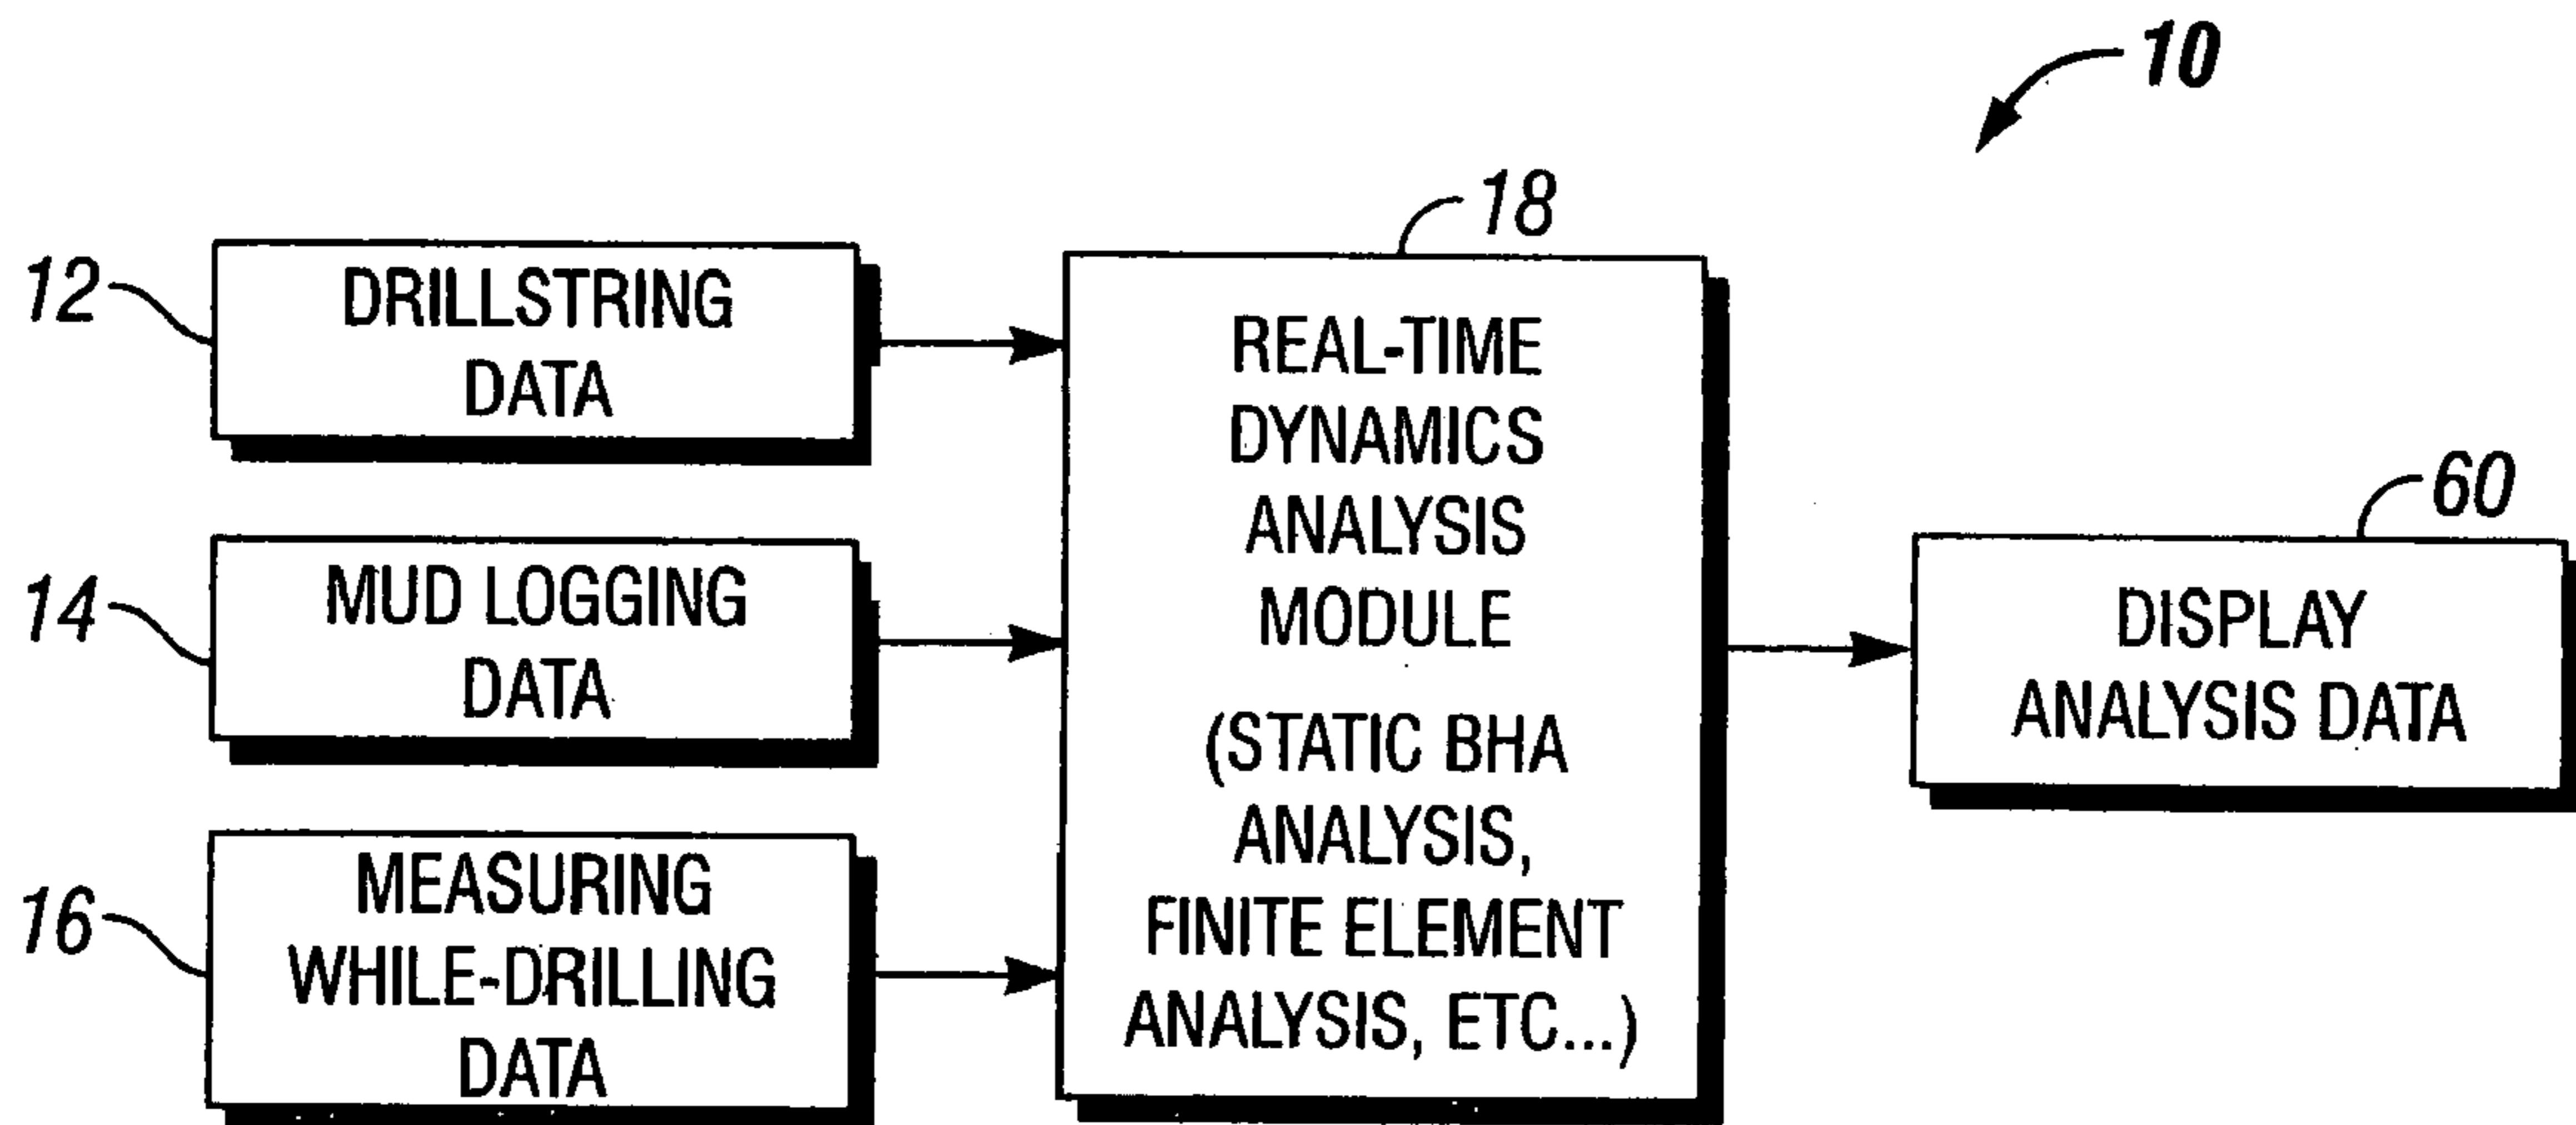 10
18
12
DRILLSTRING
DATA
14
MUD LOGGING
DATA
16
MEASURING
WHILE-DRILLING
DATA
REAL-TIME
DYNAMICS
ANALYSIS
MODULE
(STATIC BHA
ANALYSIS,
FINITE ELEMENT
ANALYSIS, ETC...)
60
DISPLAY
ANALYSIS DATA